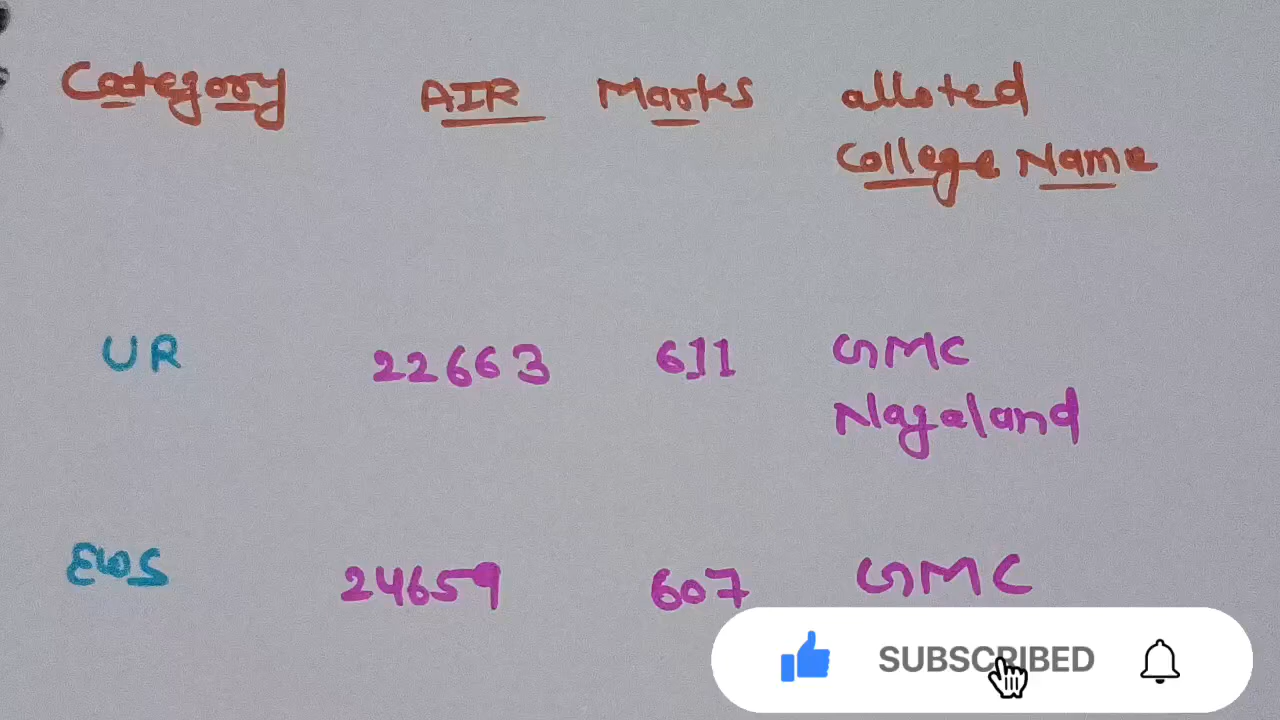 Category AIR Marks alloted
College Name
UR 22663 611 GMC
Nagaland
EWS 24659 607 GMC
SUBSCRIBED